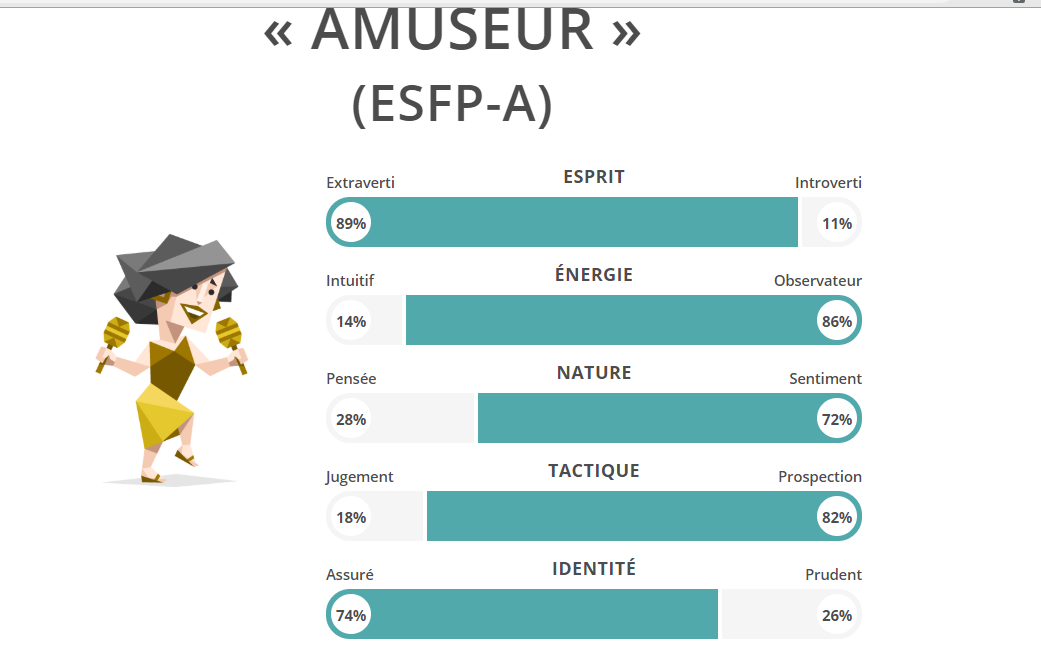 « AMUSEUR »
(ESFP-A)
ESPRIT
Extraverti Introverti
89% 11%
ÉNERGIE
Intuitif Observateur
14% 86%
NATURE
Pensée Sentiment
28% 72%
TACTIQUE
Jugement Prospection
18% 82%
IDENTITÉ
Assuré Prudent
74% 26%